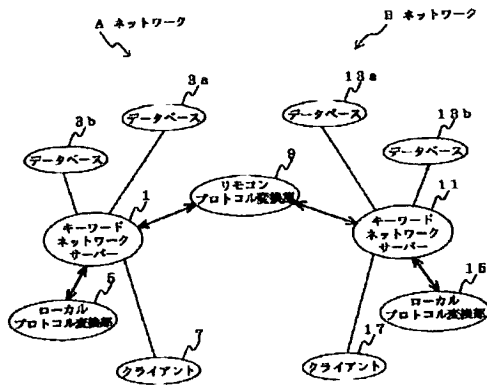 A ネットワーク
B ネットワーク
3a
データベース
3b
データベース
13a
データベース
13b
データベース
9
リモコン
プロトコル変換部
1
キーワード
ネットワーク
サーバー
11
キーワード
ネットワーク
サーバー
5
ローカル
プロトコル変換部
15
ローカル
プロトコル変換部
7
クライアント
17
クライアント